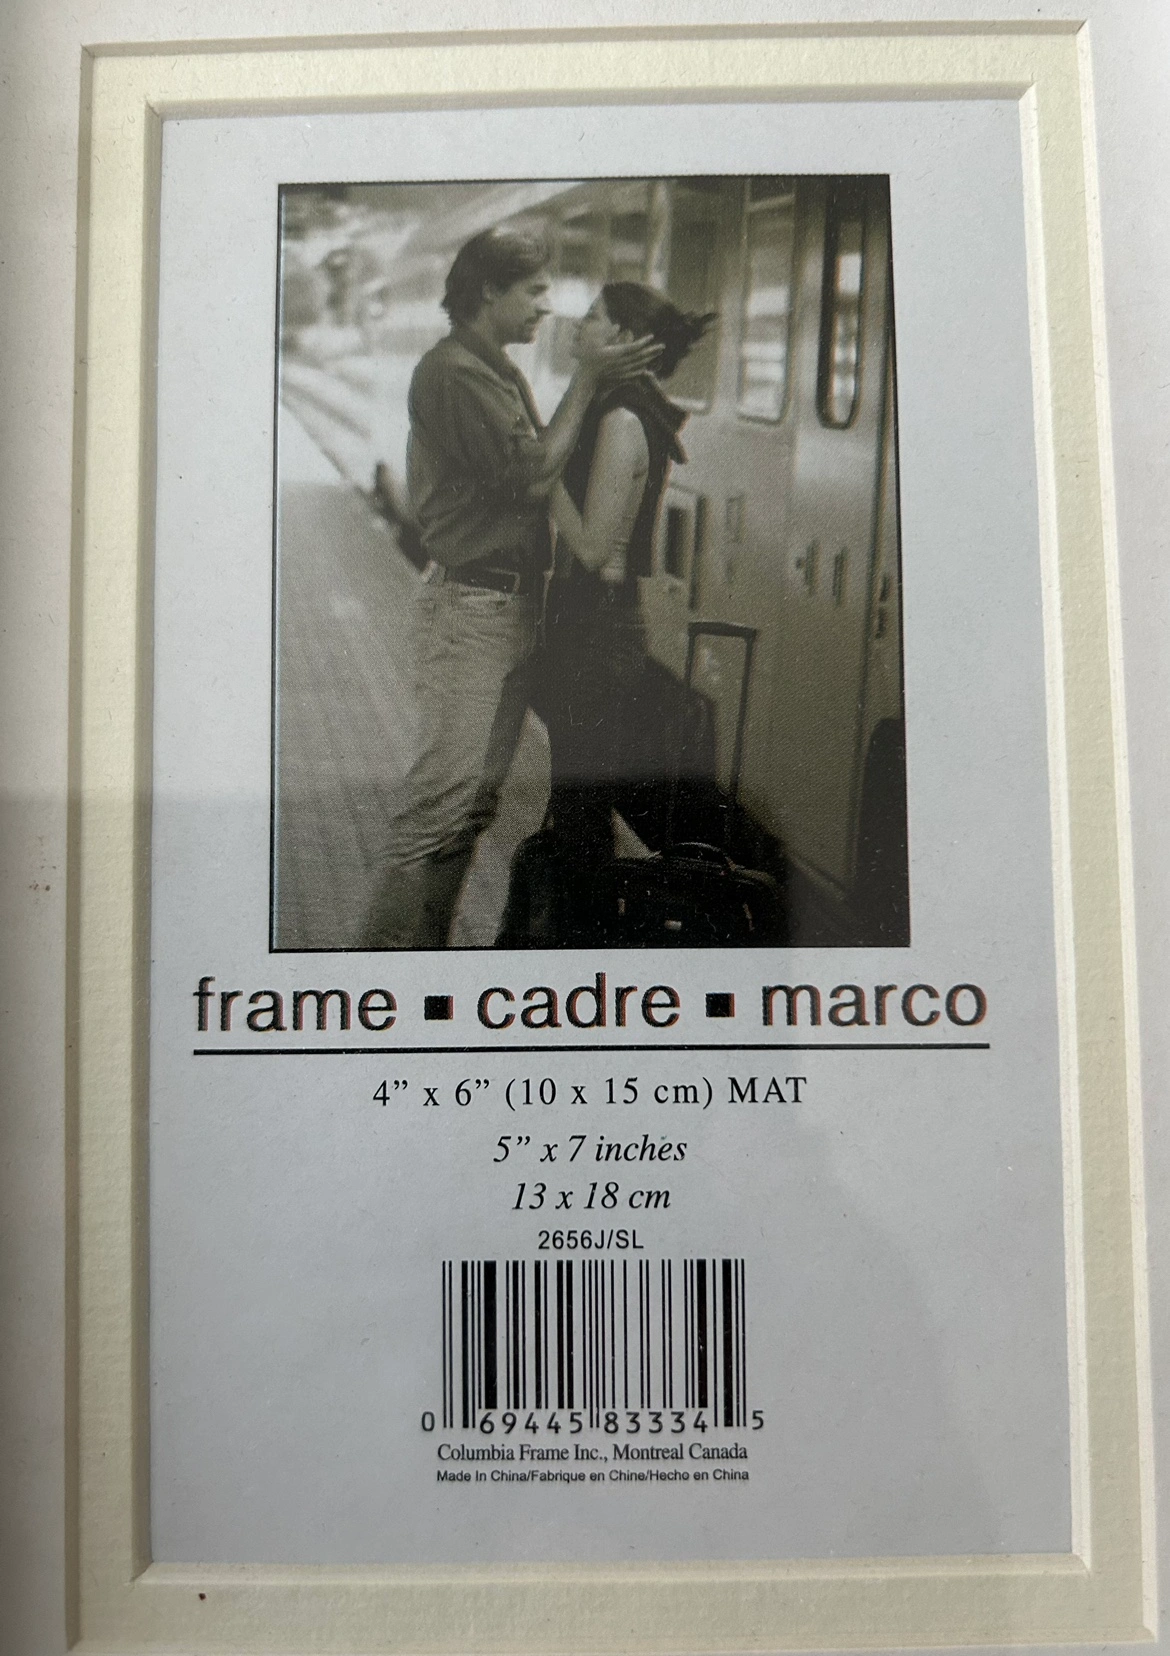 frame ▪ cadre ▪ marco
4” x 6” (10 x 15 cm) MAT
5” x 7 inches
13 x 18 cm
2656J/SL
0 69445 83334 5
Columbia Frame Inc., Montreal Canada
Made In China/Fabrique en Chine/Hecho en China